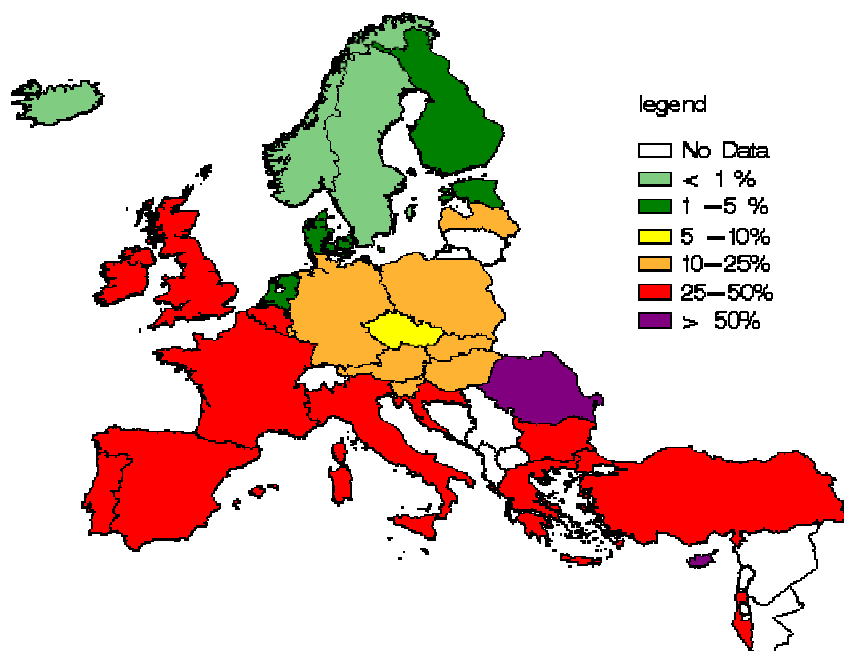 legend
No Data
< 1 %
1 –5 %
5 –10%
10–25%
25–50%
> 50%